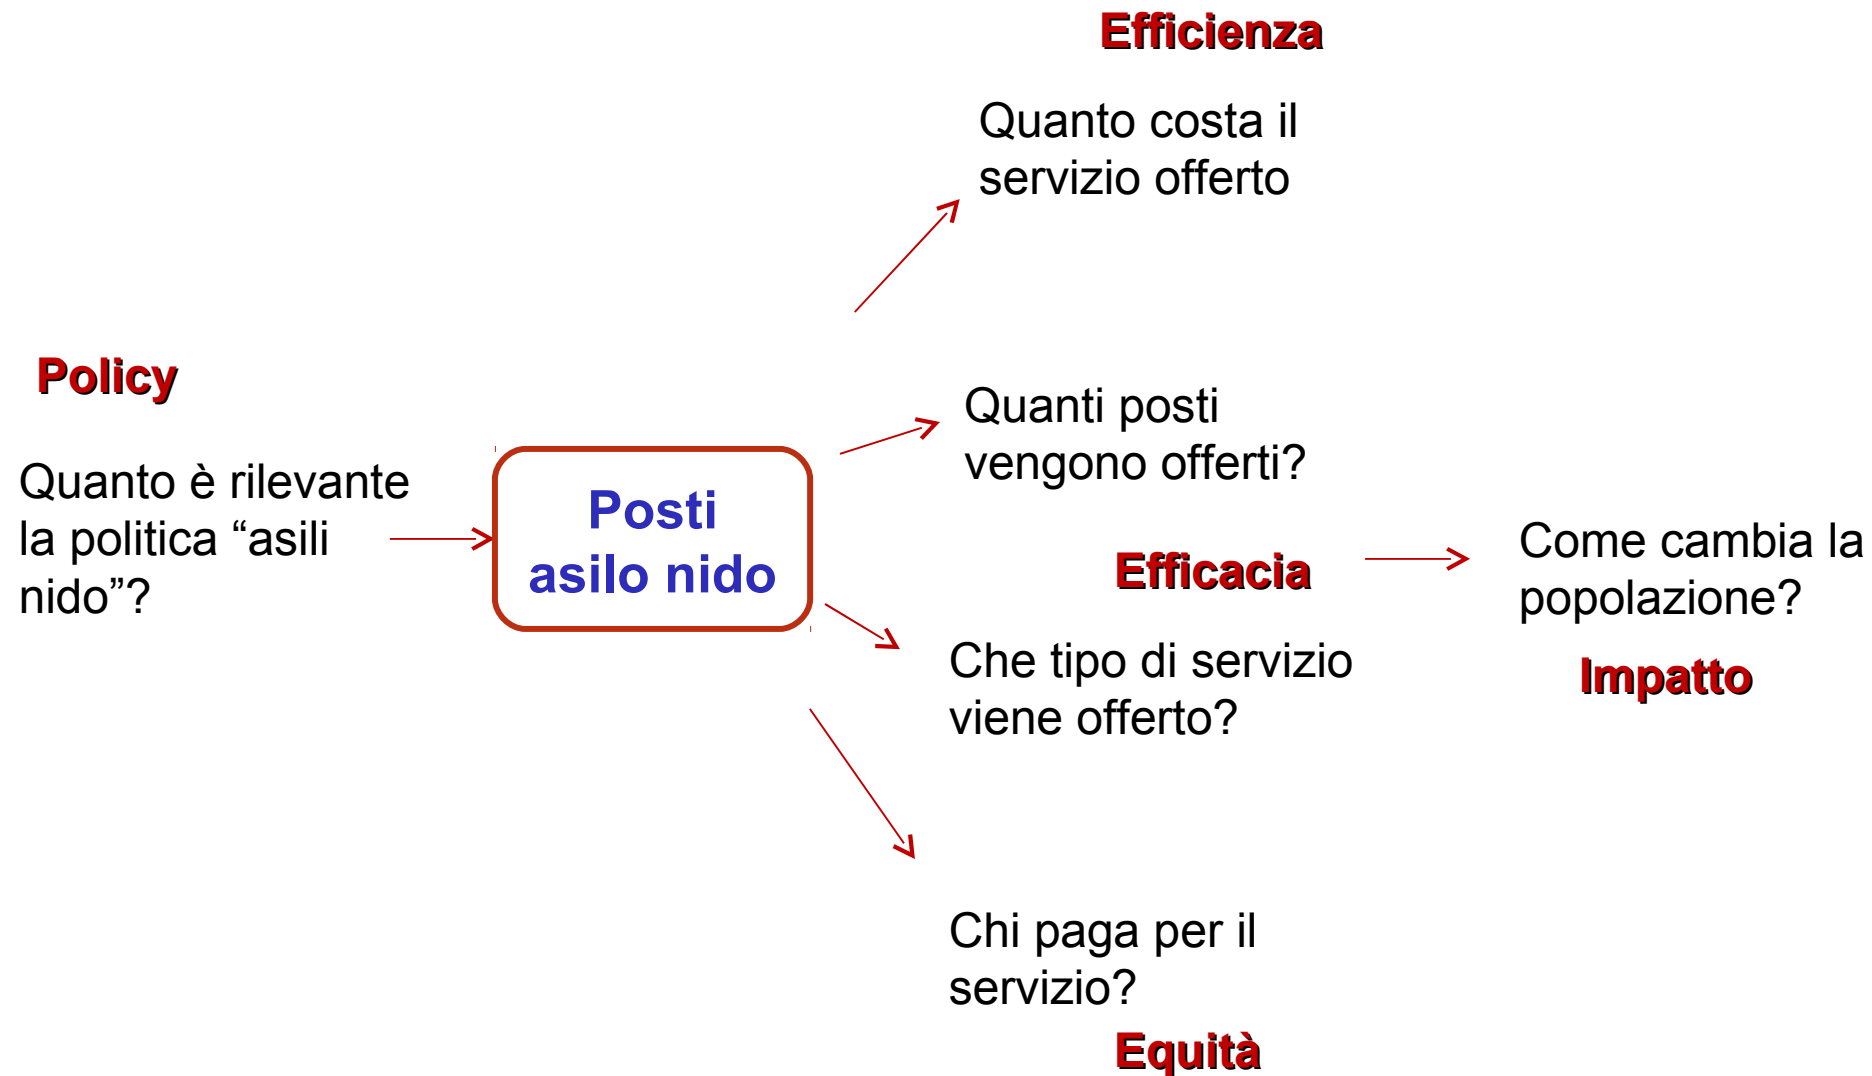 Efficienza
Quanto costa il
servizio offerto
Policy
Quanto è rilevante
la politica “asili
nido”?
Posti
asilo nido
Quanti posti
vengono offerti?
Efficacia
Che tipo di servizio
viene offerto?
Come cambia la
popolazione?
Impatto
Chi paga per il
servizio?
Equità